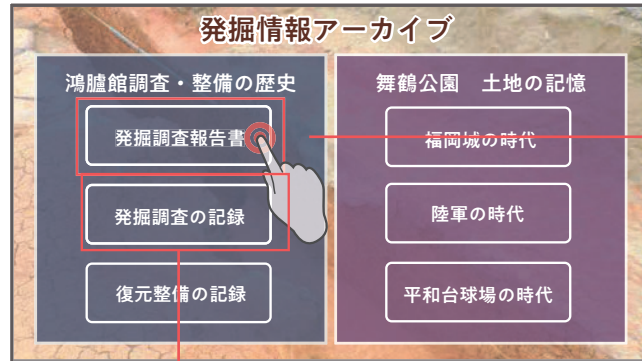 発掘情報アーカイブ
鴻臚館調査・整備の歴史
発掘調査報告書
発掘調査の記録
復元整備の記録
舞鶴公園　土地の記憶
福岡城の時代
陸軍の時代
平和台球場の時代